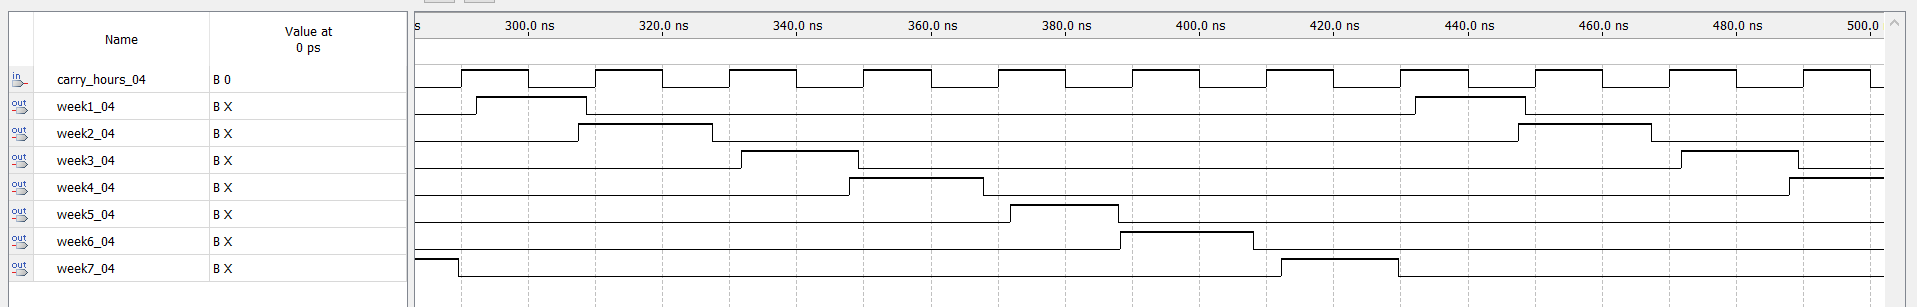 Name
Value at
0 ps
s 300.0 ns 320.0 ns 340.0 ns 360.0 ns 380.0 ns 400.0 ns 420.0 ns 440.0 ns 460.0 ns 480.0 ns 500.0
in carry_hours_04 B 0
out week1_04 B X
out week2_04 B X
out week3_04 B X
out week4_04 B X
out week5_04 B X
out week6_04 B X
out week7_04 B X